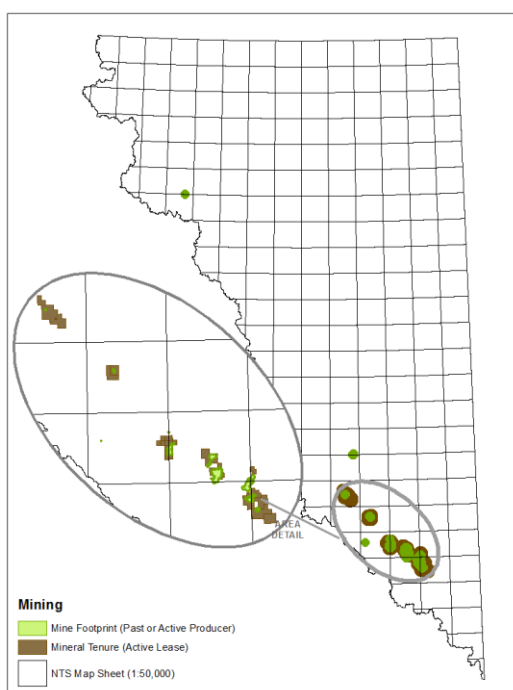 AREA
DETAIL
Mining
Mine Footprint (Past or Active Producer)
Mineral Tenure (Active Lease)
NTS Map Sheet (1:50,000)